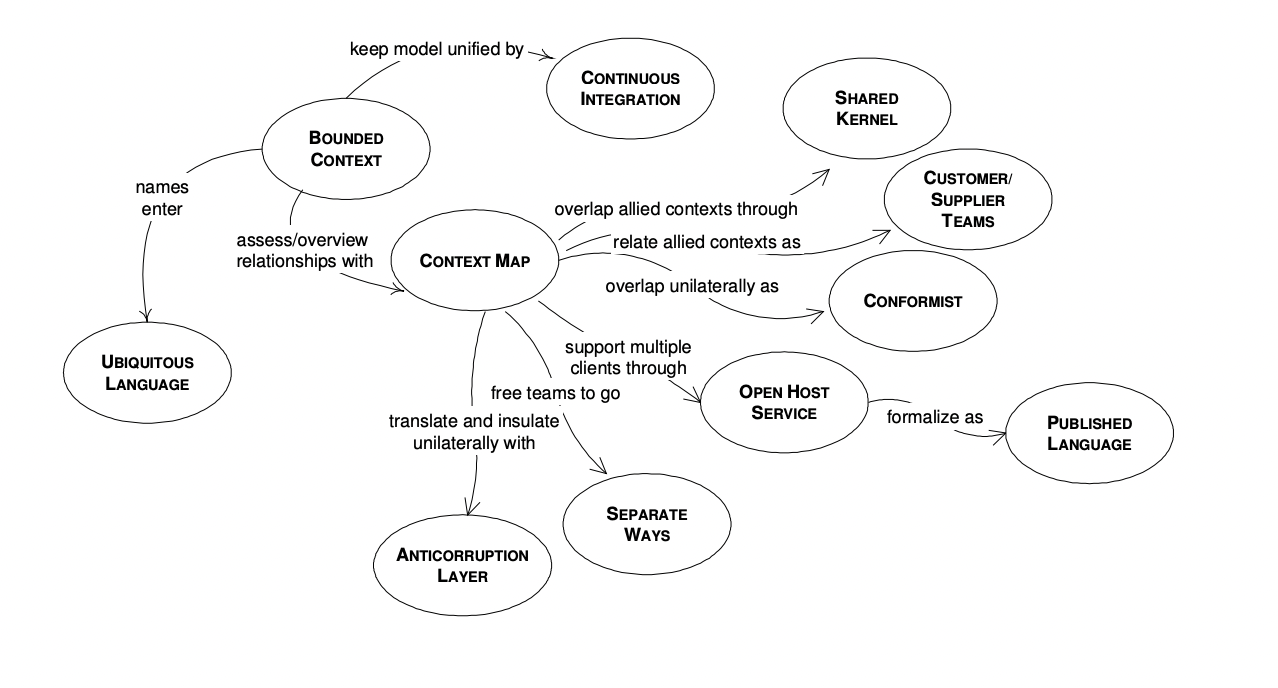 keep model unified by
CONTINUOUS
INTEGRATION
SHARED
KERNEL
BOUNDED
CONTEXT
names
enter
CUSTOMER/
SUPPLIER
TEAMS
overlap allied contexts through
assess/overview
relationships with
relate allied contexts as
CONTEXT MAP
overlap unilaterally as
CONFORMIST
UBIQUITOUS
LANGUAGE
support multiple
clients through
free teams to go
OPEN HOST
SERVICE
formalize as
PUBLISHED
LANGUAGE
translate and insulate
unilaterally with
SEPARATE
WAYS
ANTICORRUPTION
LAYER